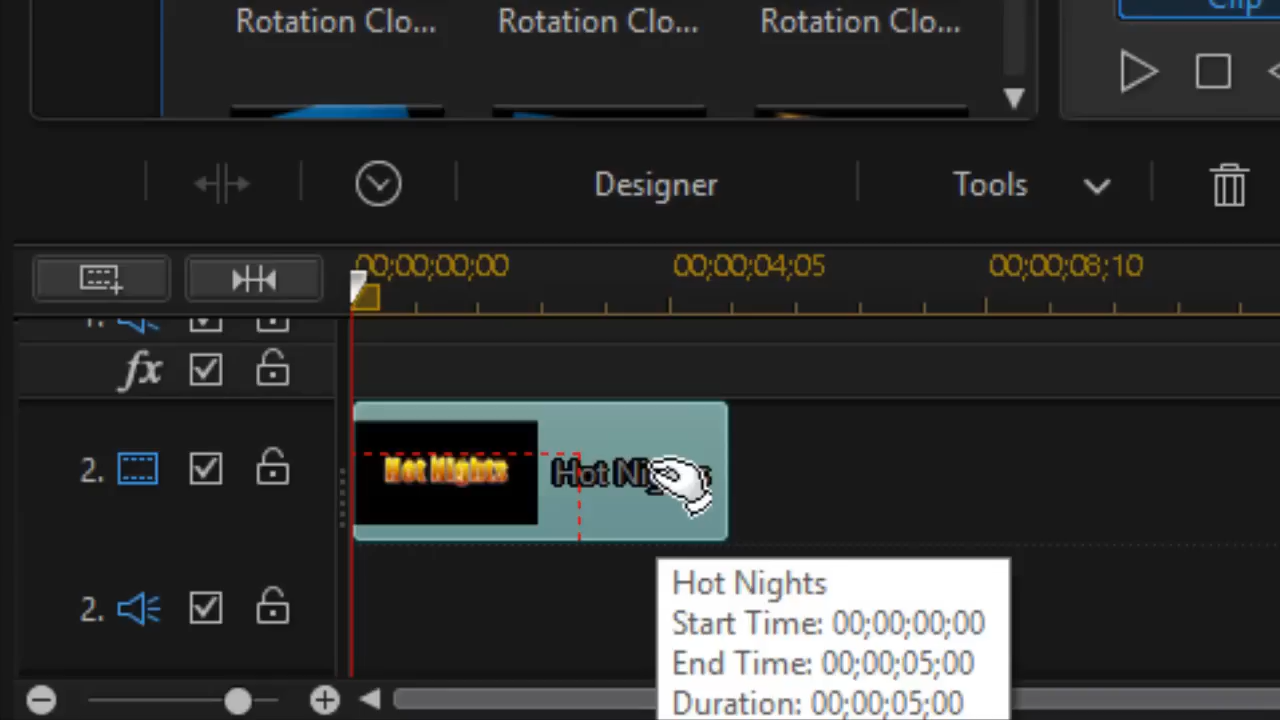 Rotation Clo... Rotation Clo... Rotation Clo...
Clip
Designer Tools
00;00;00;00 00;00;04;05 00;00;08;10
1.
fx
2. Hot Nights Hot Nig
2.
Hot Nights
Start Time: 00;00;00;00
End Time: 00;00;05;00
Duration: 00;00;05;00